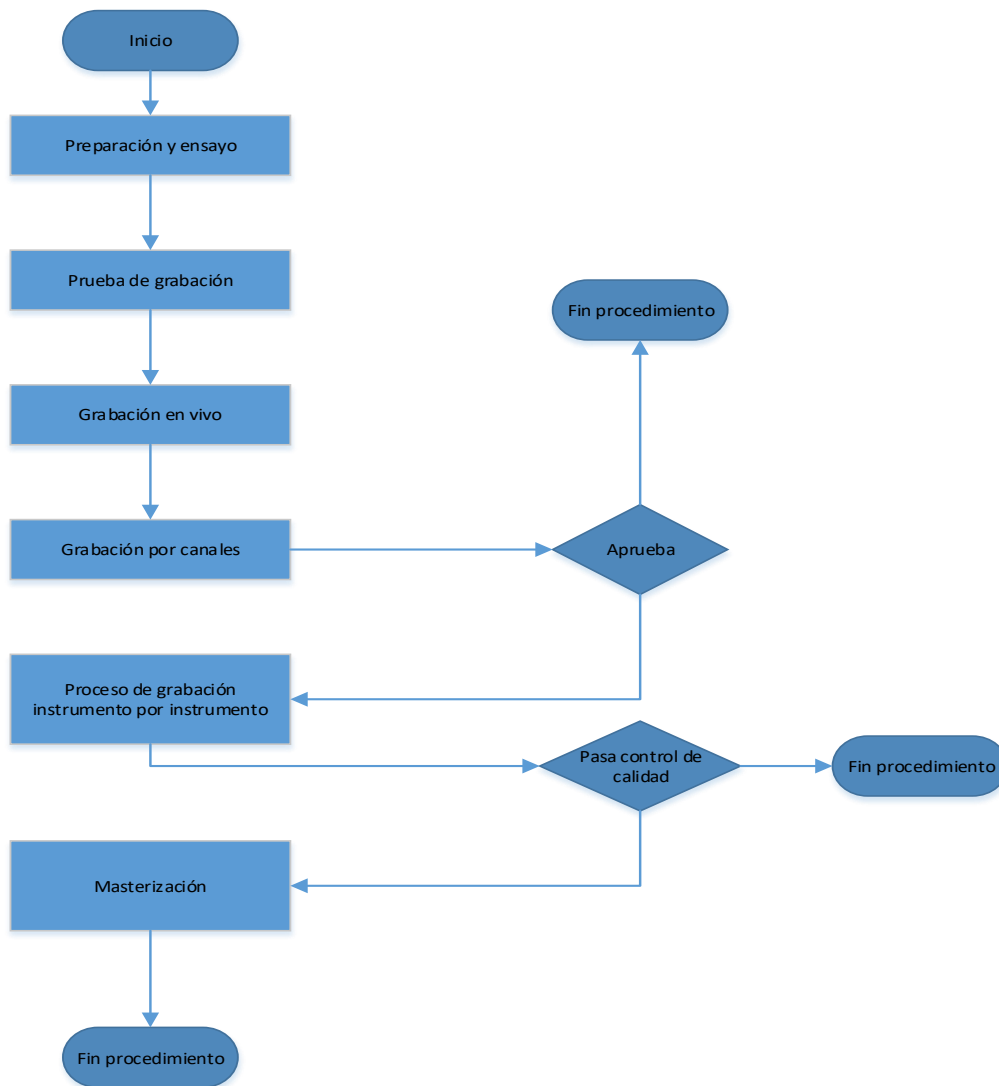 Inicio
Preparación y ensayo
Prueba de grabación
Fin procedimiento
Grabación en vivo
Grabación por canales
Aprueba
Proceso de grabación
instrumento por instrumento
Pasa control de
calidad
Fin procedimiento
Masterización
Fin procedimiento